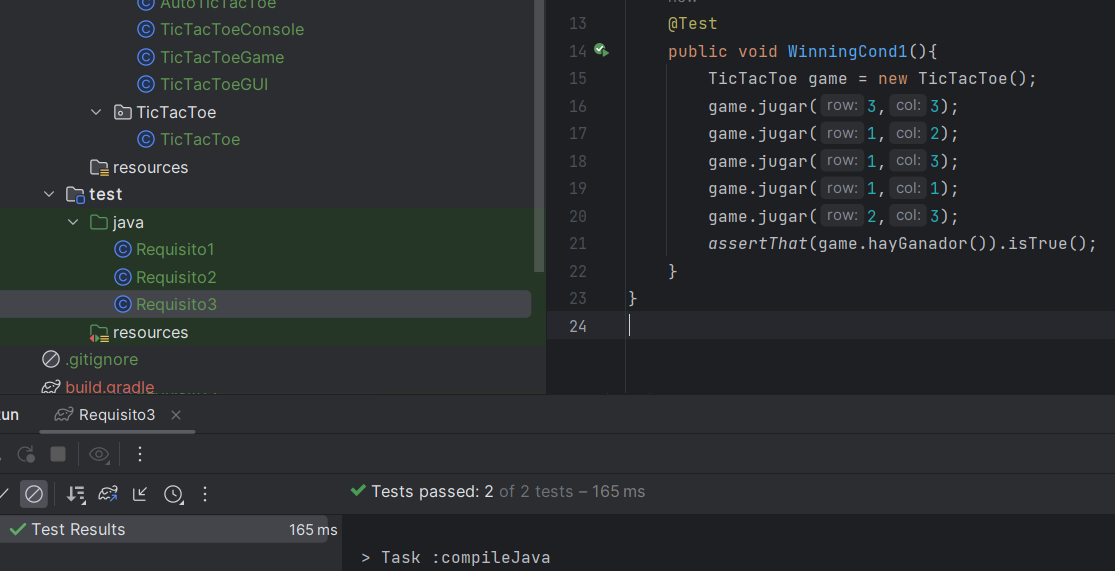 AutoTicTacToe
TicTacToeConsole
TicTacToeGame
TicTacToeGUI
TicTacToe
TicTacToe
resources
test
java
Requisito1
Requisito2
Requisito3
resources
.gitignore
build.gradle
13 @Test
14 public void WinningCond1(){
15 TicTacToe game = new TicTacToe();
16 game.jugar( row: 3, col: 3);
17 game.jugar( row: 1, col: 2);
18 game.jugar( row: 1, col: 3);
19 game.jugar( row: 1, col: 1);
20 game.jugar( row: 2, col: 3);
21 assertThat(game.hayGanador()).isTrue();
22 }
23 }
24
Requisito3
Tests passed: 2 of 2 tests – 165 ms
Test Results 165 ms
> Task :compileJava